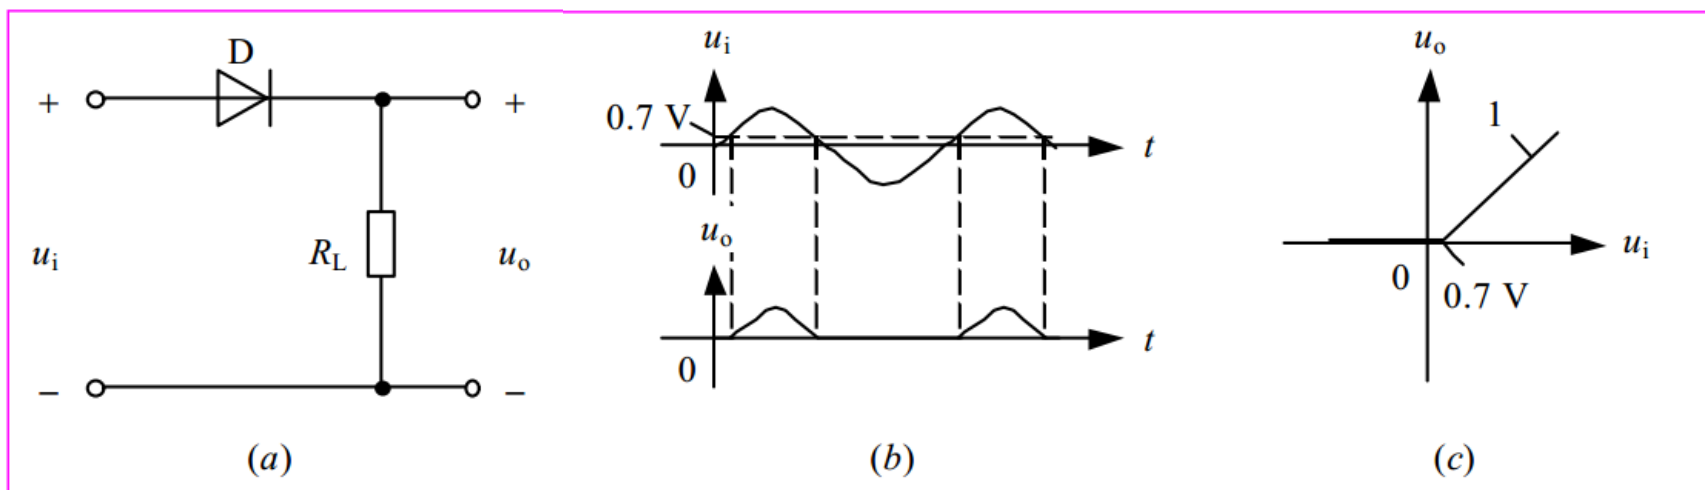 D
+
+
u_i
R_L
u_o
−
−
(a)
u_i
0.7 V
0
t
u_o
0
t
(b)
u_o
1
u_i
0
0.7 V
(c)